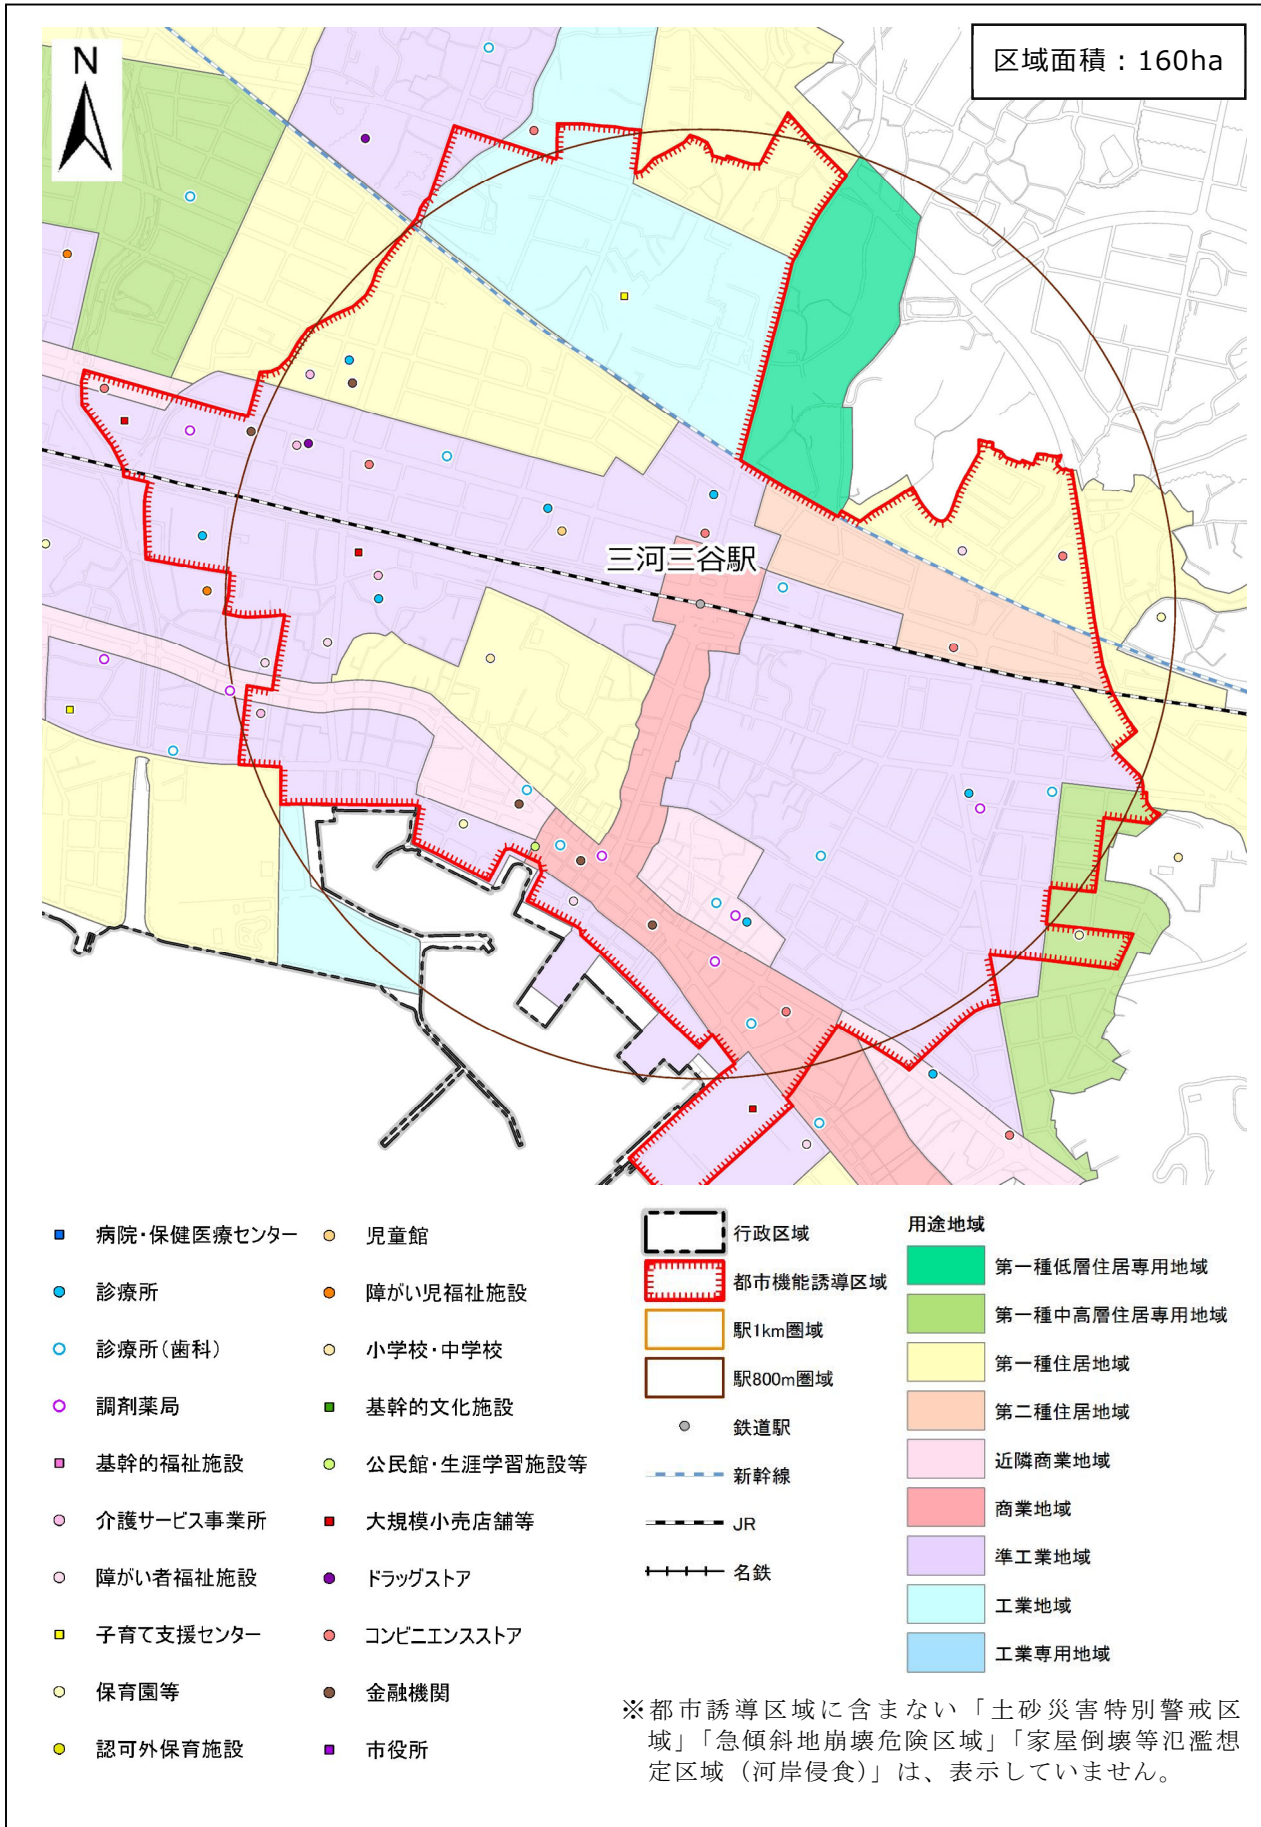 区域面積：160ha
N
三河三谷駅
病院・保健医療センター
診療所
診療所（歯科）
調剤薬局
基幹的福祉施設
介護サービス事業所
障がい者福祉施設
子育て支援センター
保育園等
認可外保育施設
児童館
障がい児福祉施設
小学校・中学校
基幹的文化施設
公民館・生涯学習施設等
大規模小売店舗等
ドラッグストア
コンビニエンスストア
金融機関
市役所
行政区域
都市機能誘導区域
駅1km圏域
駅800m圏域
鉄道駅
新幹線
JR
名鉄
用途地域
第一種低層住居専用地域
第一種中高層住居専用地域
第一種住居地域
第二種住居地域
近隣商業地域
商業地域
準工業地域
工業地域
工業専用地域
※都市誘導区域に含まない「土砂災害特別警戒区
域」「急傾斜地崩壊危険区域」「家屋倒壊等氾濫想
定区域（河岸侵食）」は、表示していません。